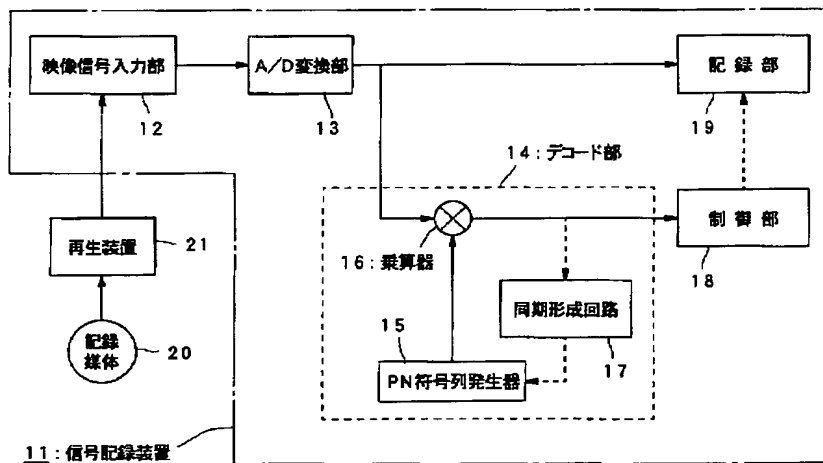 映像信号入力部
12
A/D変換部
13
記録部
19
14:デコード部
16:乗算器
制御部
18
再生装置
21
同期形成回路
17
15
PN符号列発生器
記録
媒体
20
11:信号記録装置